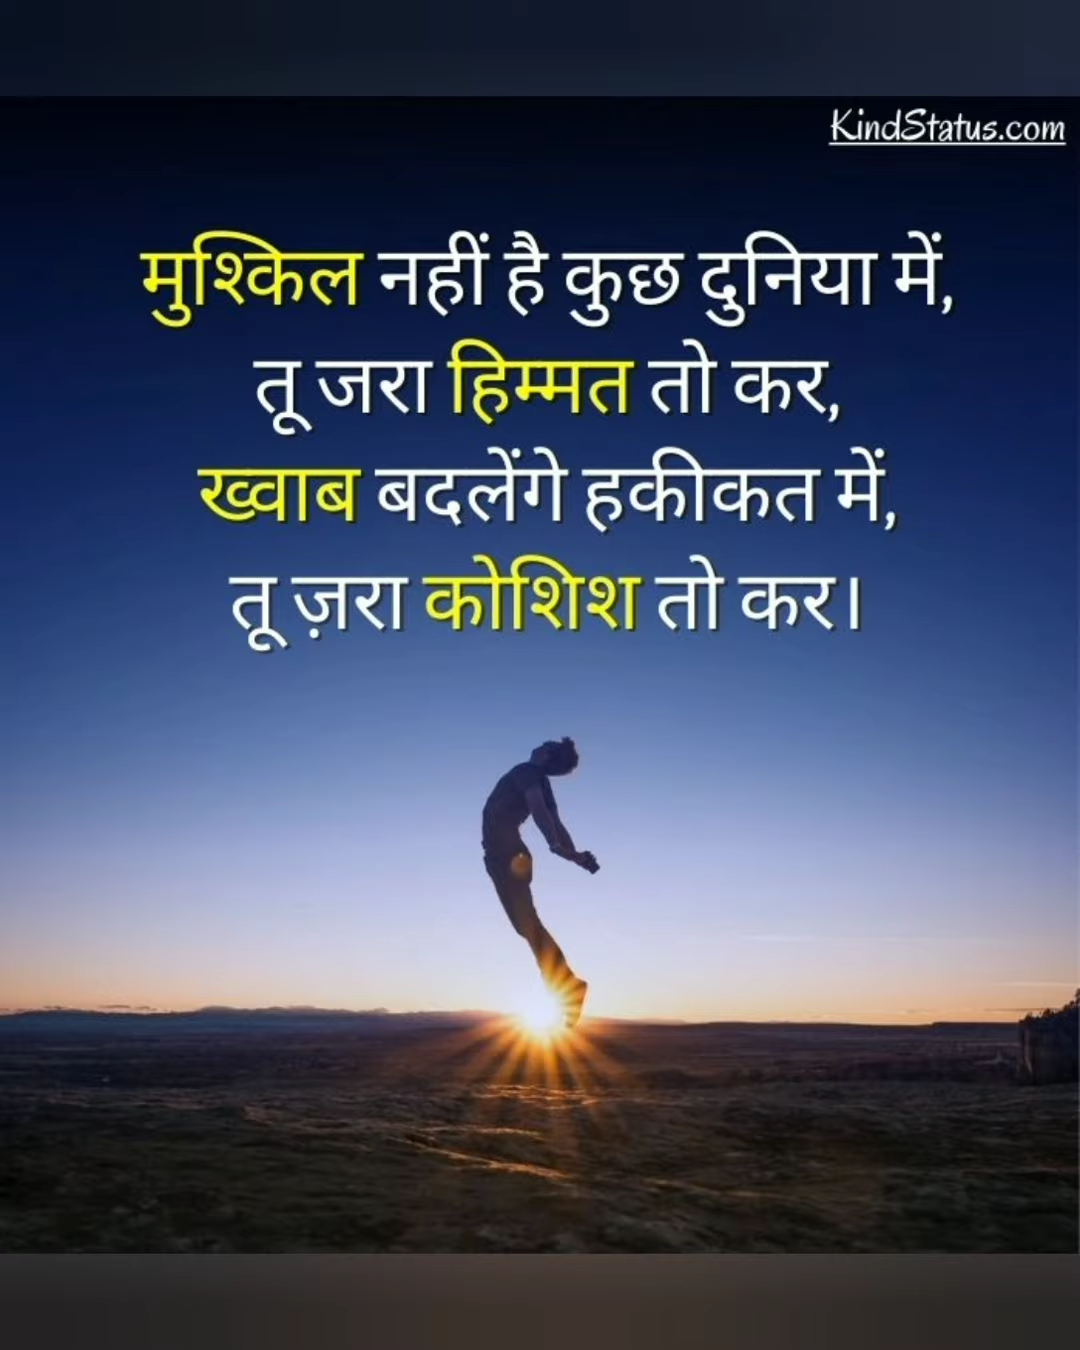 KindStatus.com
मुश्किल नहीं है कुछ दुनिया में,
तू जरा हिम्मत तो कर,
ख्वाब बदलेंगे हकीकत में,
तू ज़रा कोशिश तो कर।